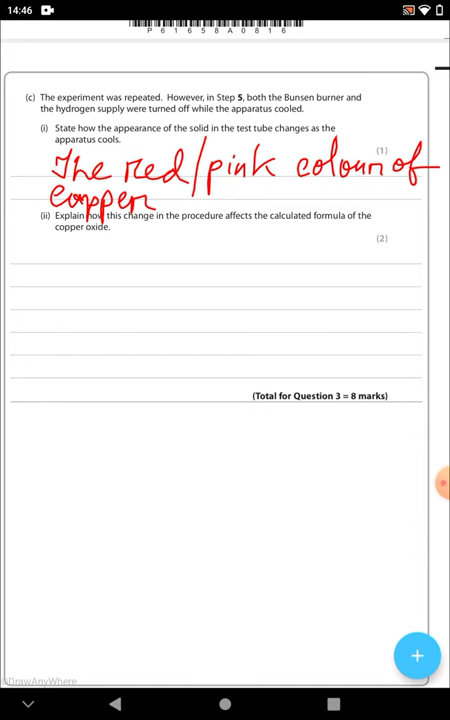 14:46
P 6 1 6 5 8 A 0 8 1 6
(c) The experiment was repeated. However, in Step 5, both the Bunsen burner and
the hydrogen supply were turned off while the apparatus cooled.
(i) State how the appearance of the solid in the test tube changes as the
apparatus cools.
(1)
The red/pink colour of
copper
(ii) Explain how this change in the procedure affects the calculated formula of the
copper oxide.
(2)
(Total for Question 3 = 8 marks)
DrawAnyWhere